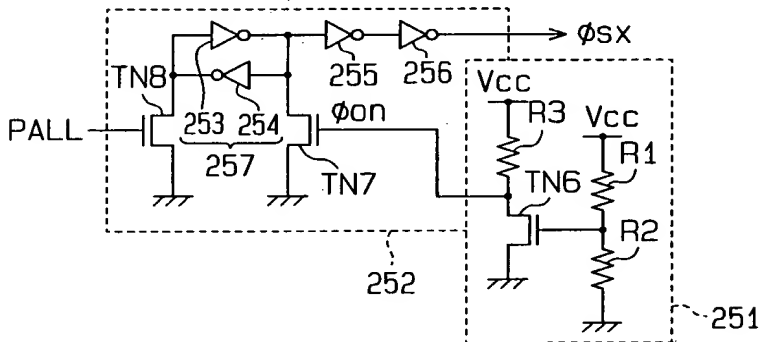 φsx
255
256
TN8
253
254
257
PALL
φon
TN7
Vcc
R3
Vcc
R1
TN6
R2
252
251